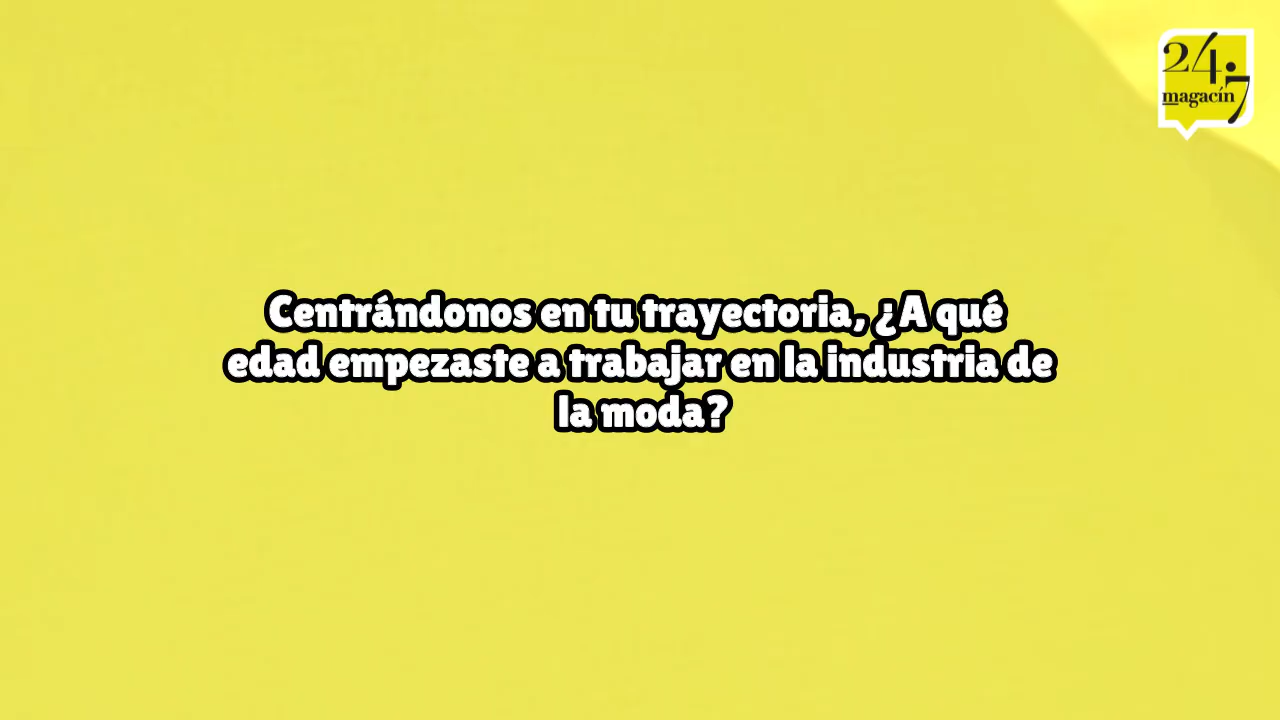 24.7
magacín
Centrándonos en tu trayectoria, ¿A qué
edad empezaste a trabajar en la industria de
la moda?